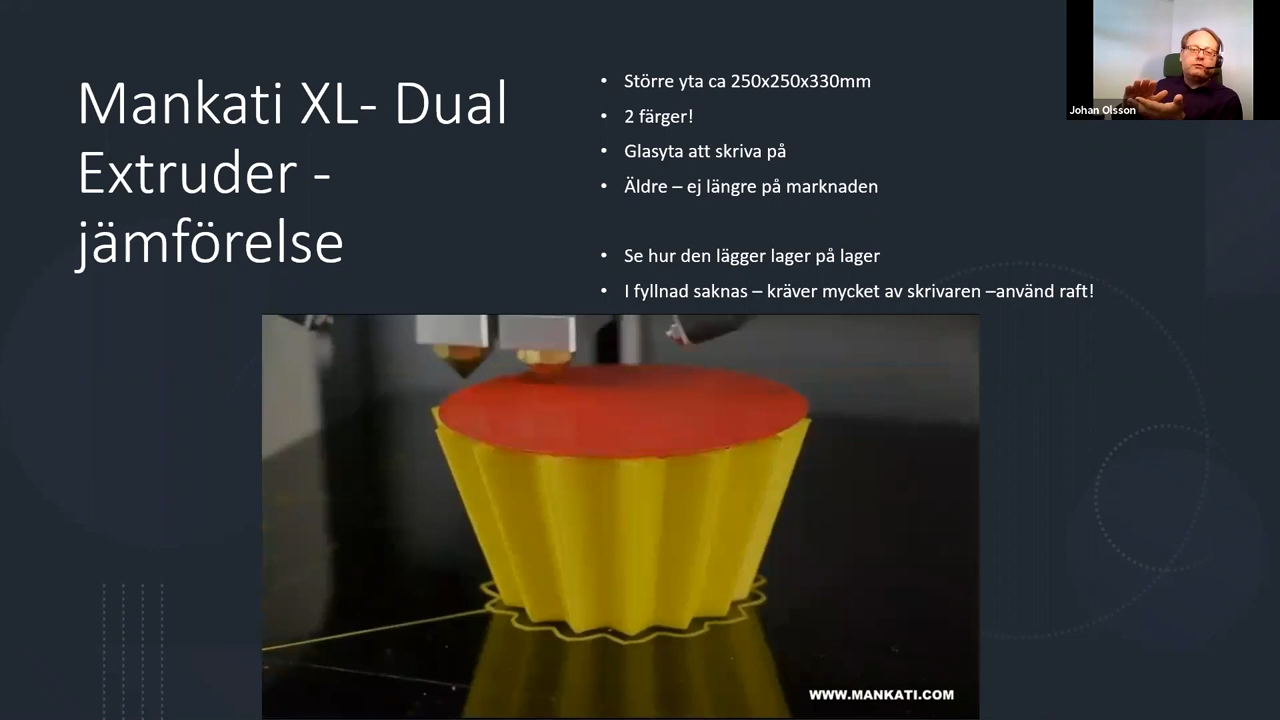 Mankati XL- Dual
Extruder -
jämförelse
• Större yta ca 250x250x330mm
• 2 färger!
• Glasyta att skriva på
• Äldre – ej längre på marknaden
• Se hur den lägger lager på lager
• I fyllnad saknas – kräver mycket av skrivaren –använd raft!
Johan Olsson
WWW.MANKATI.COM